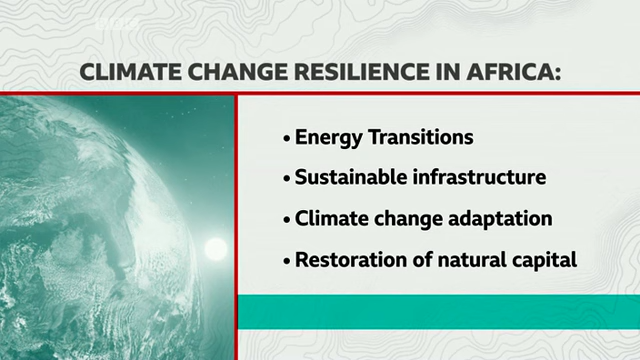 CLIMATE CHANGE RESILIENCE IN AFRICA:
• Energy Transitions
• Sustainable infrastructure
• Climate change adaptation
• Restoration of natural capital